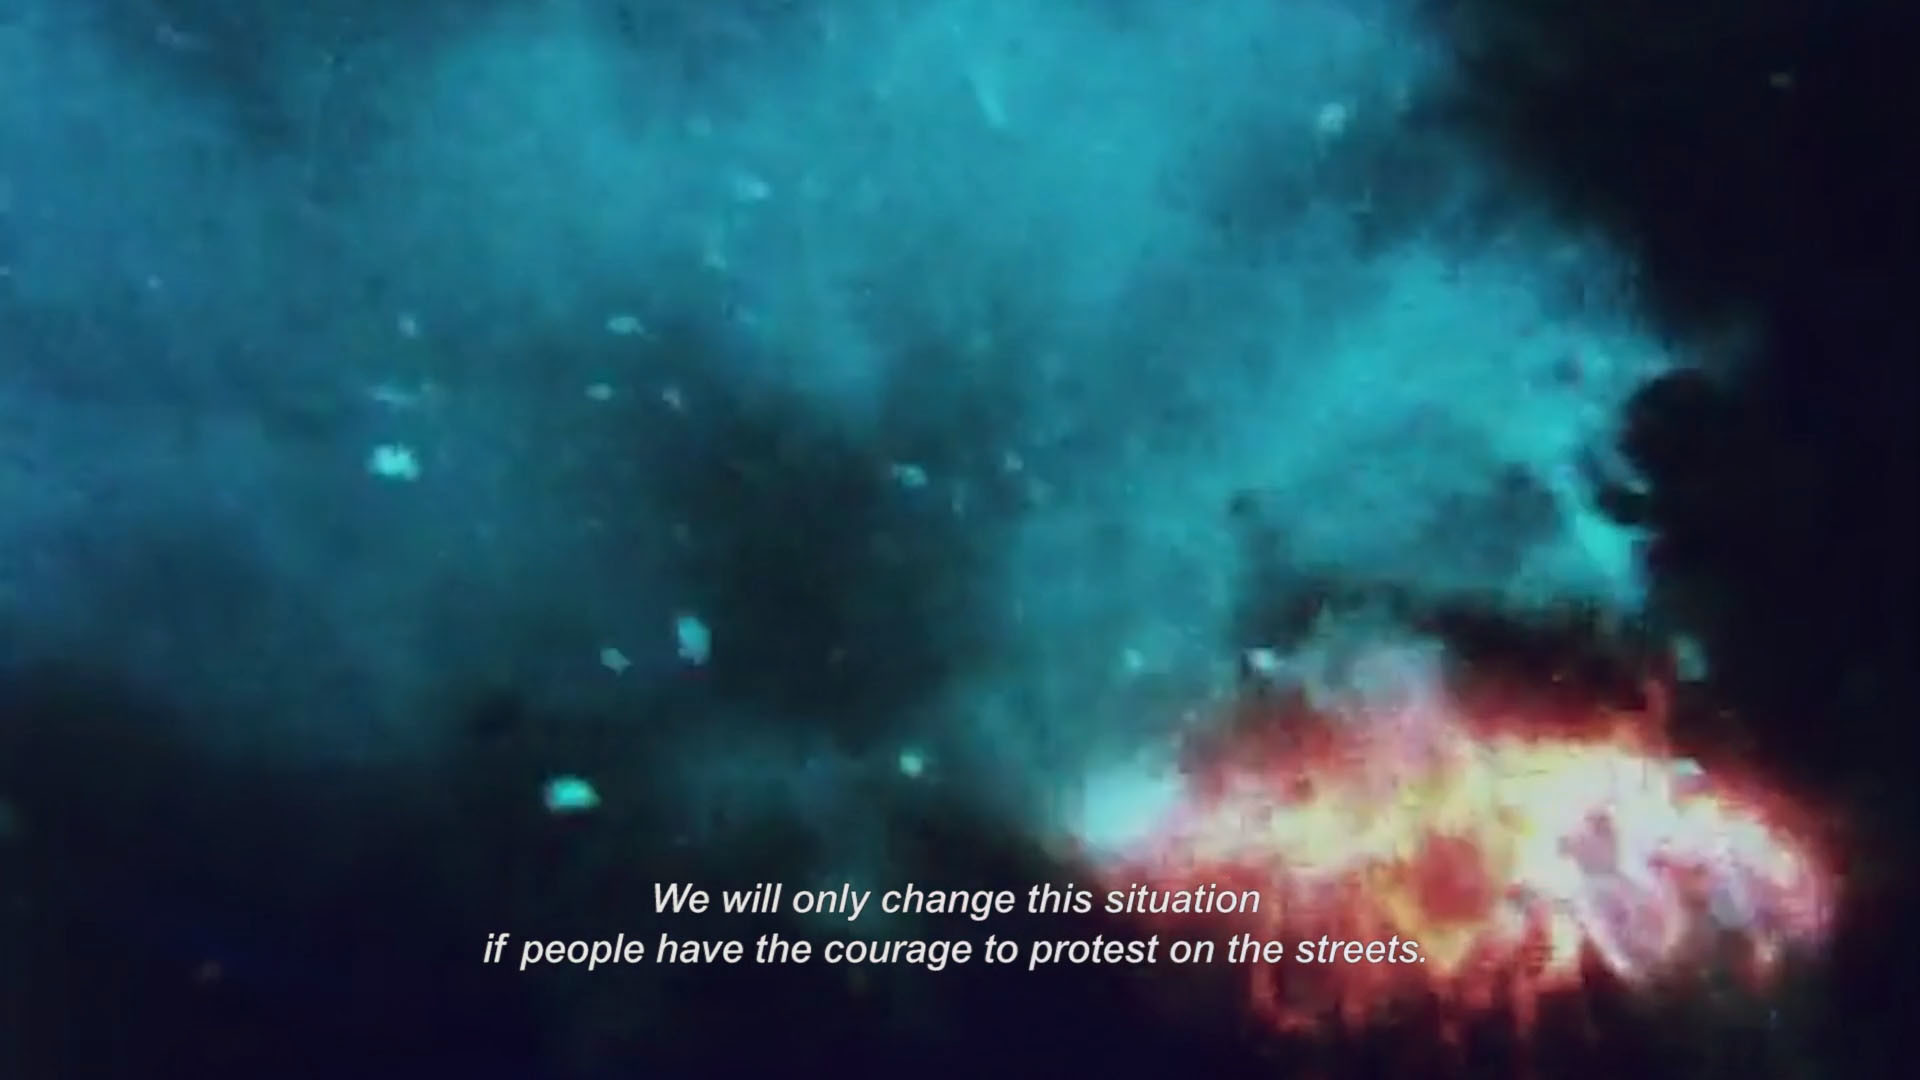 We will only change this situation
if people have the courage to protest on the streets.